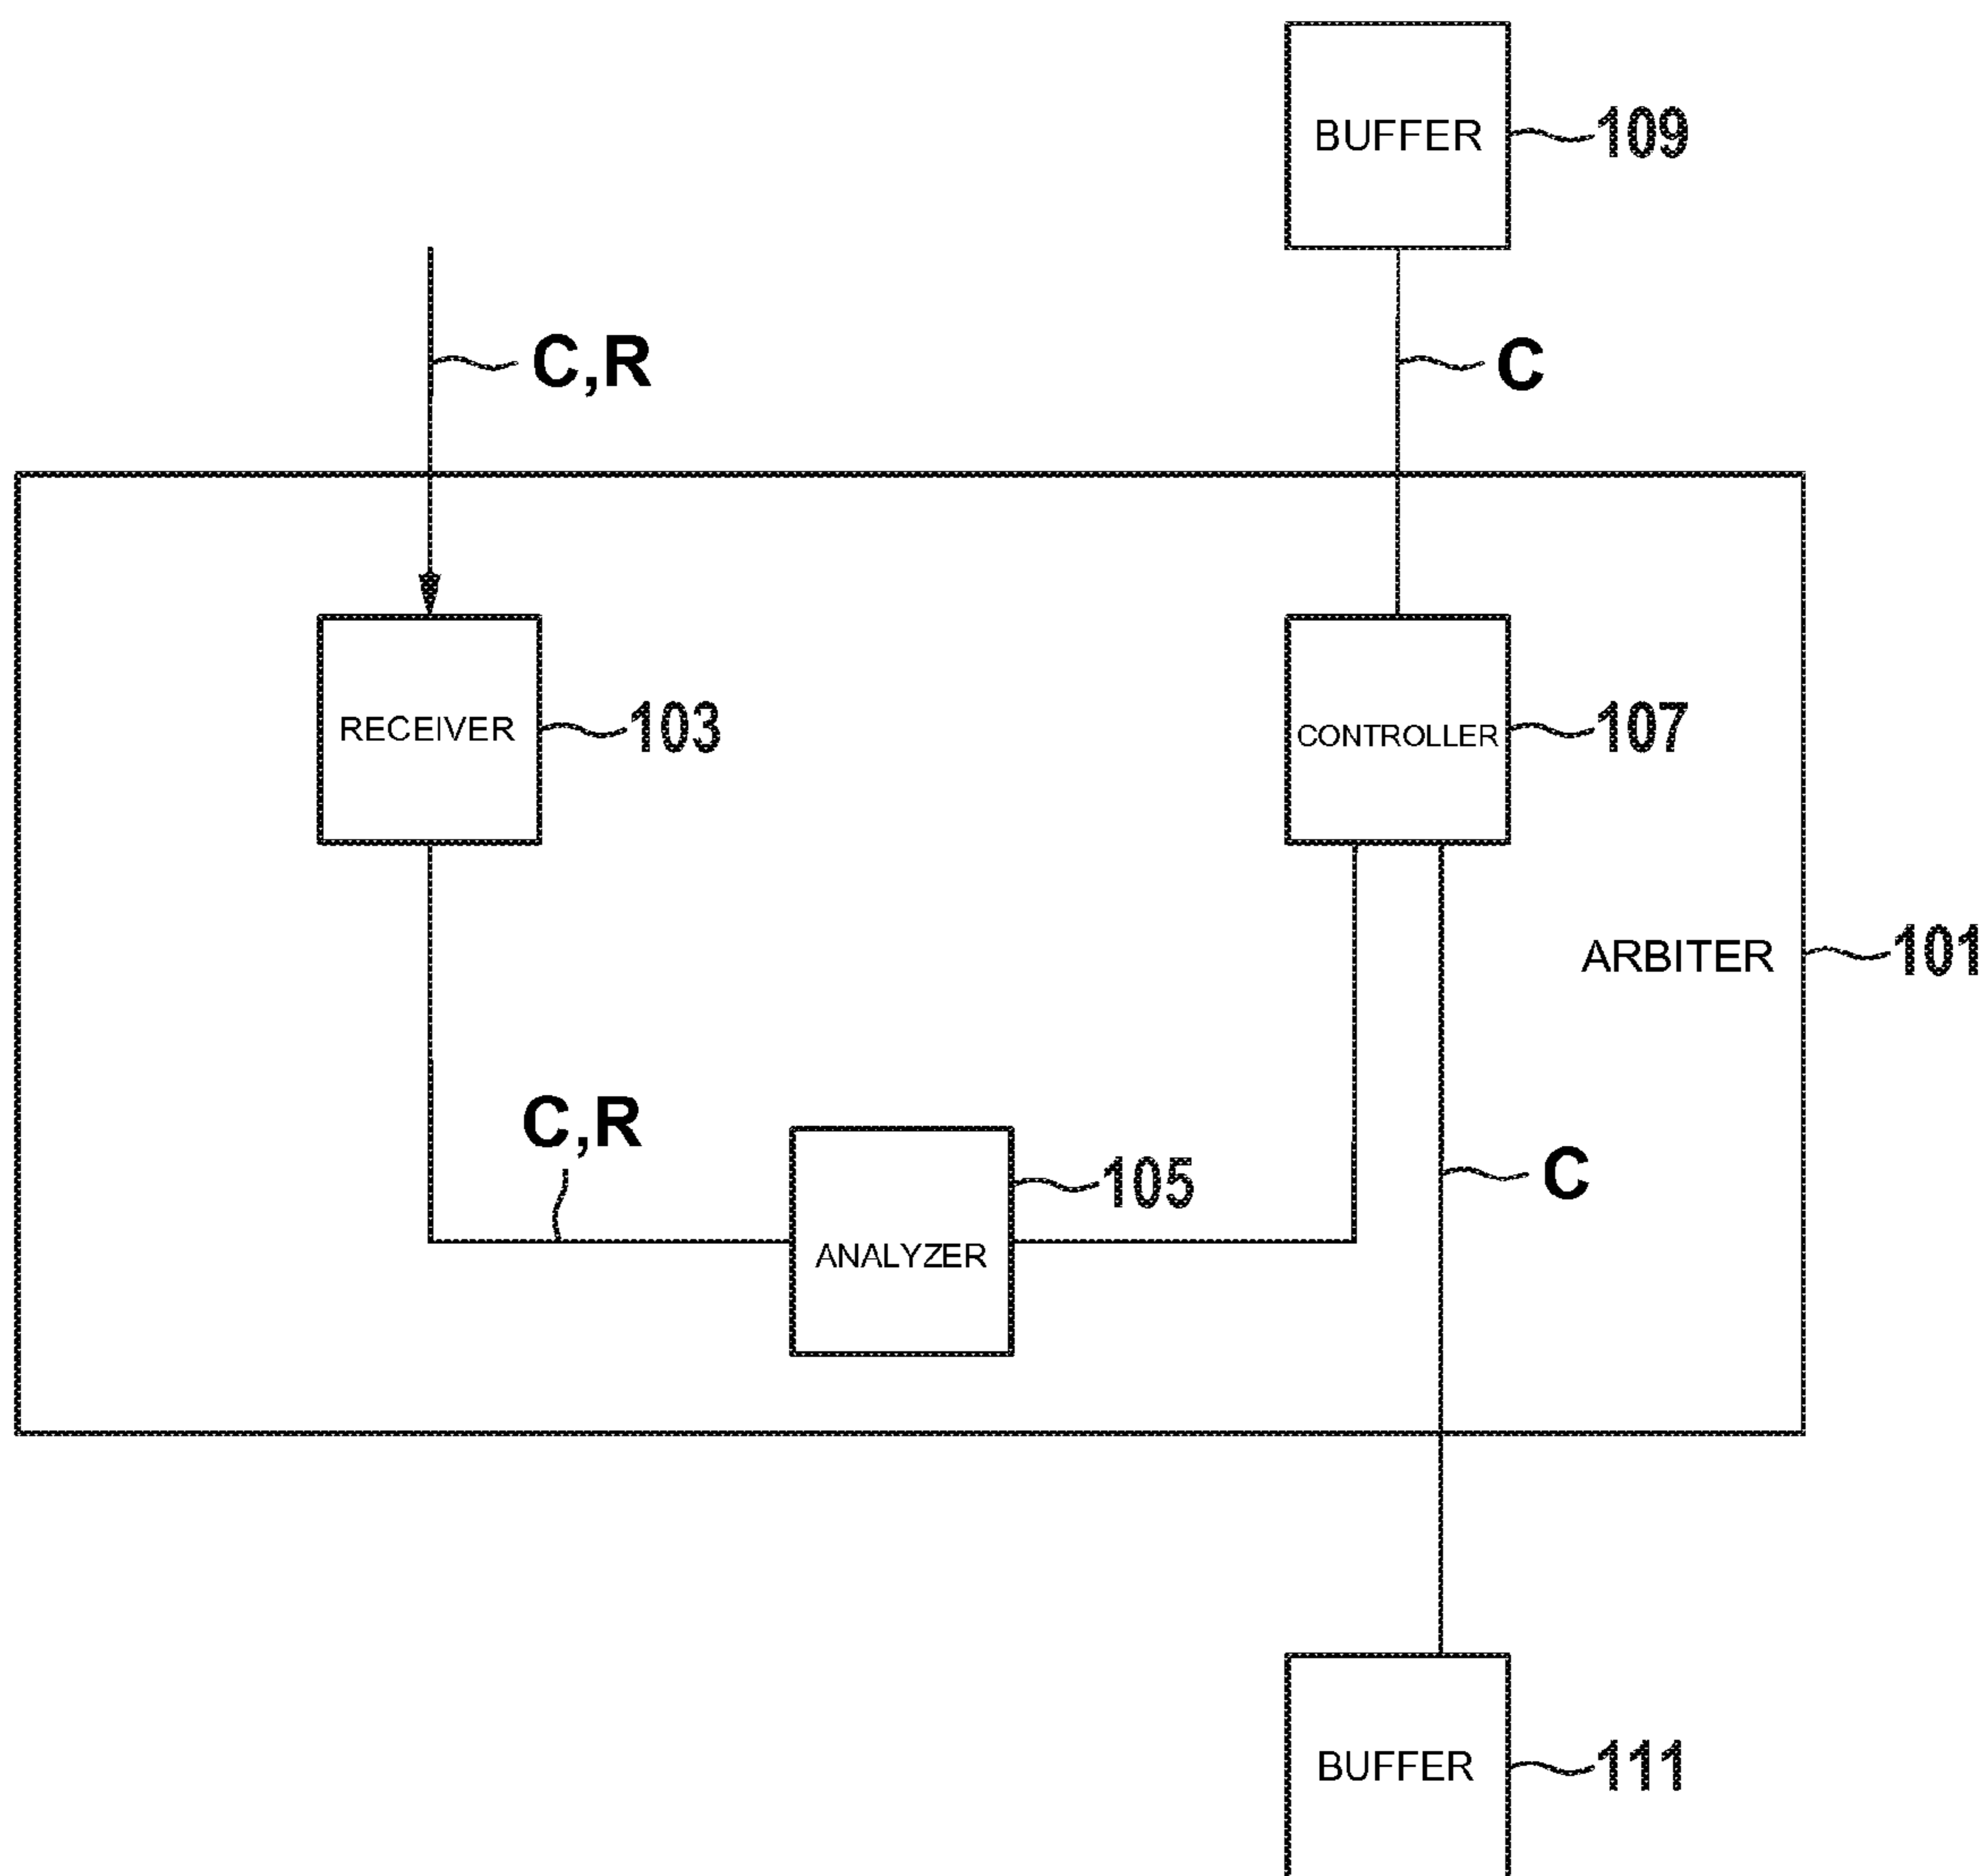 BUFFER
109
C,R
C
RECEIVER
103
CONTROLLER
107
ARBITER
101
C,R
105
C
ANALYZER
BUFFER
111